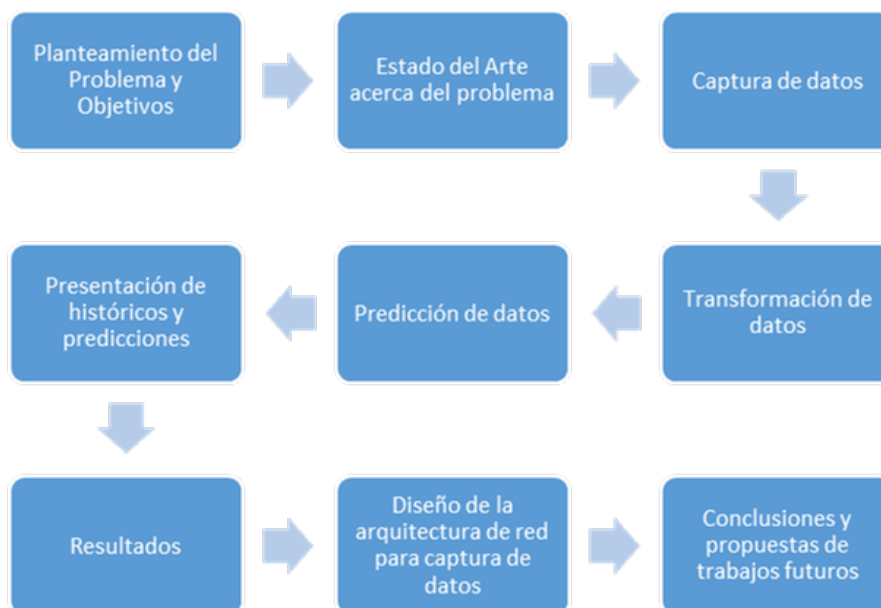 Planteamiento del
Problema y
Objetivos
Estado del Arte
acerca del problema
Captura de datos
Transformación de
datos
Predicción de datos
Presentación de
históricos y
predicciones
Resultados
Diseño de la
arquitectura de red
para captura de
datos
Conclusiones y
propuestas de
trabajos futuros